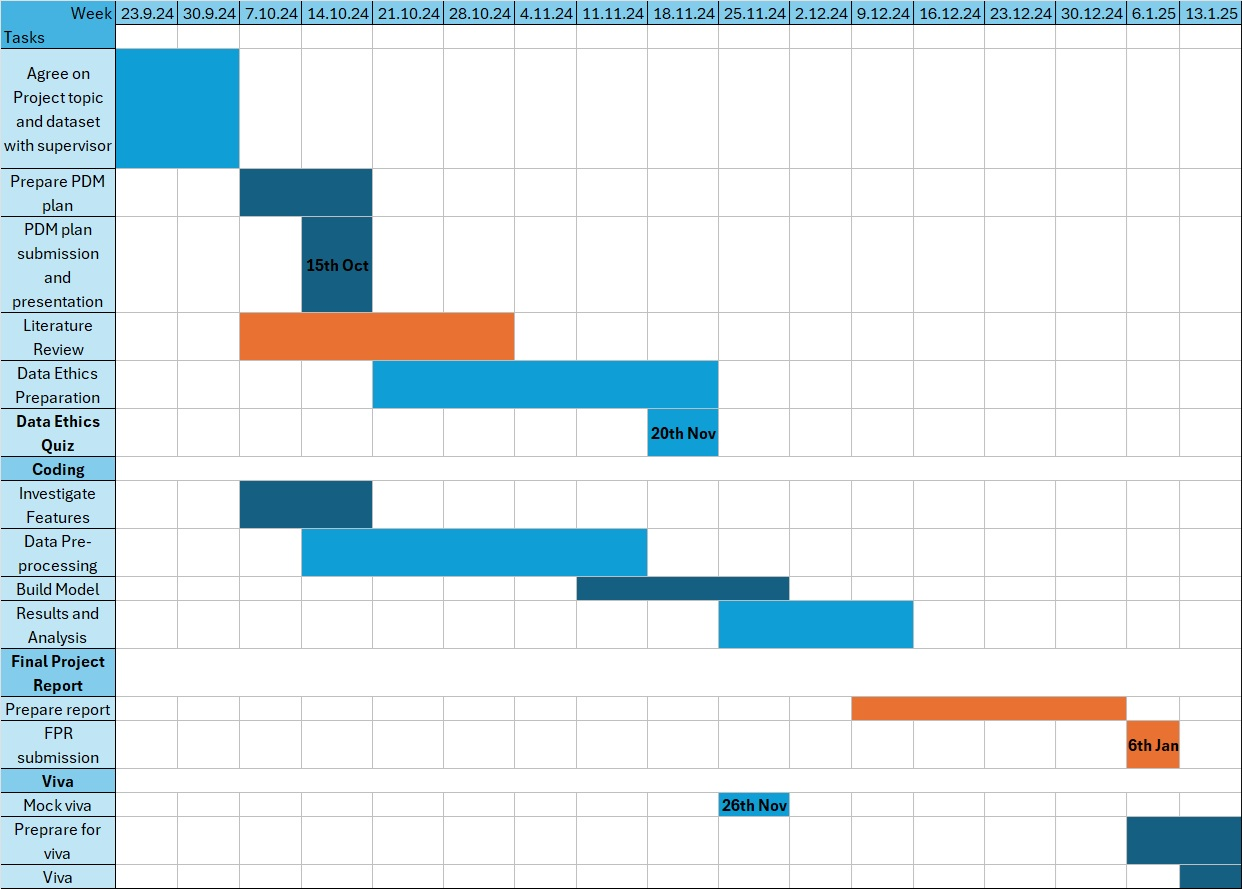 Week 23.9.24 30.9.24 7.10.24 14.10.24 21.10.24 28.10.24 4.11.24 11.11.24 18.11.24 25.11.24 2.12.24 9.12.24 16.12.24 23.12.24 30.12.24 6.1.25 13.1.25
Tasks
Agree on
Project topic
and dataset
with supervisor
Prepare PDM
plan
PDM plan
submission
and
presentation
15th Oct
Literature
Review
Data Ethics
Preparation
Data Ethics
Quiz
20th Nov
Coding
Investigate
Features
Data Pre-
processing
Build Model
Results and
Analysis
Final Project
Report
Prepare report
FPR
submission
6th Jan
Viva
Mock viva 26th Nov
Preprare for
viva
Viva